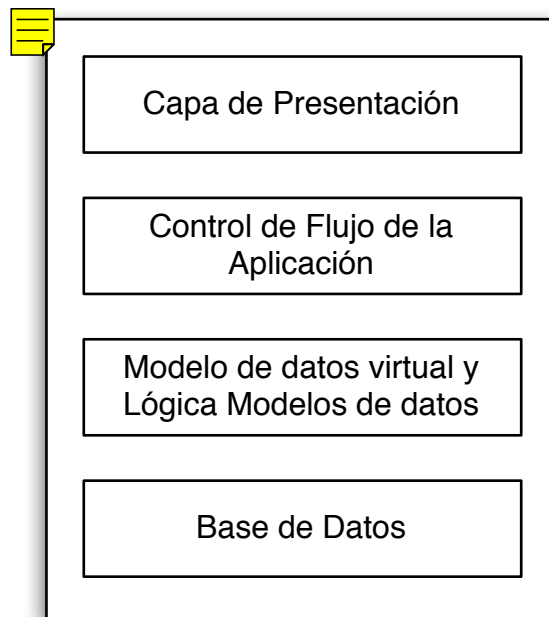 Capa de Presentación
Control de Flujo de la
Aplicación
Modelo de datos virtual y
Lógica Modelos de datos
Base de Datos